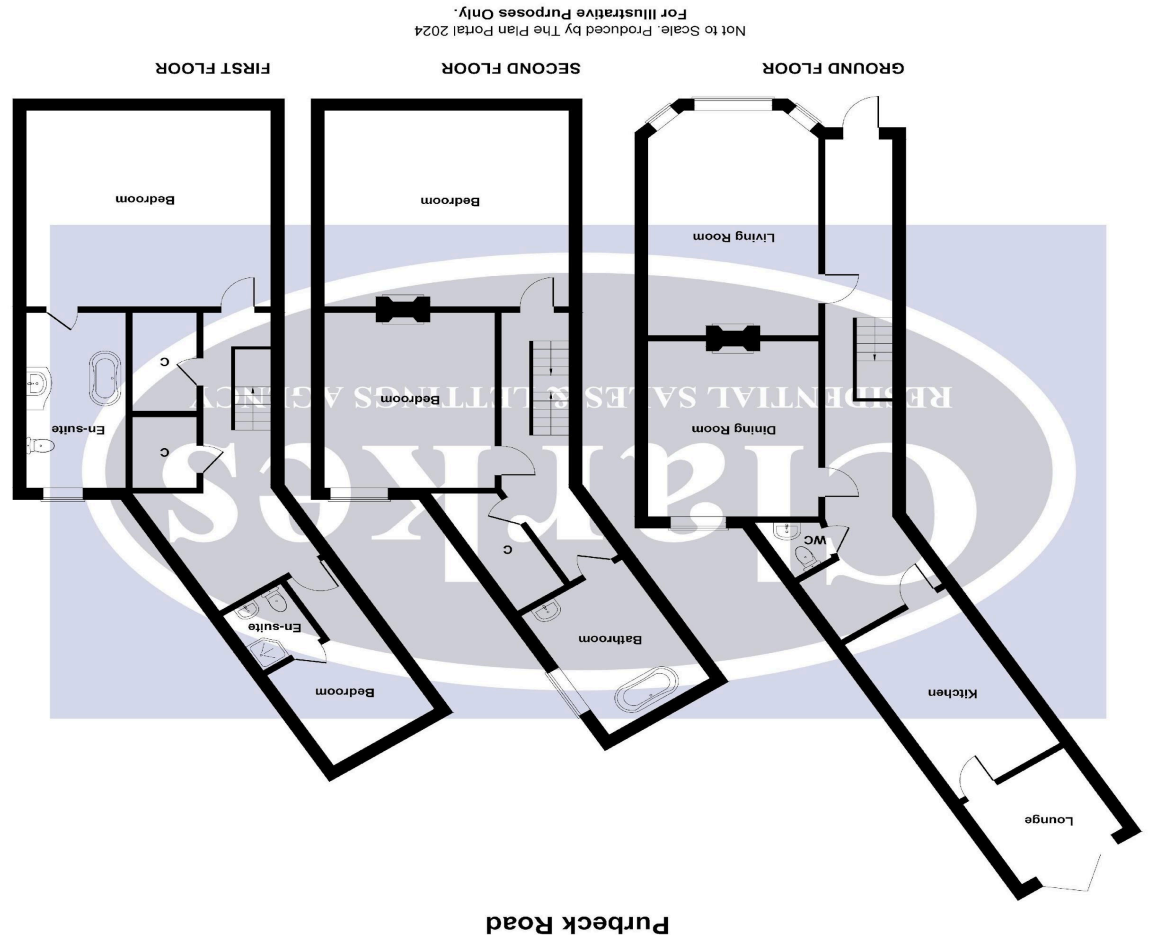 Purbeck Road
Lounge
Kitchen
WC
Dining Room
Living Room
GROUND FLOOR
Bathroom
C
Bedroom
Bedroom
SECOND FLOOR
Bedroom
En-suite
C
C
En-suite
Bedroom
FIRST FLOOR
Clarkes
RESIDENTIAL SALES & LETTINGS AGENCY
Not to Scale. Produced by The Plan Portal 2024
For Illustrative Purposes Only.